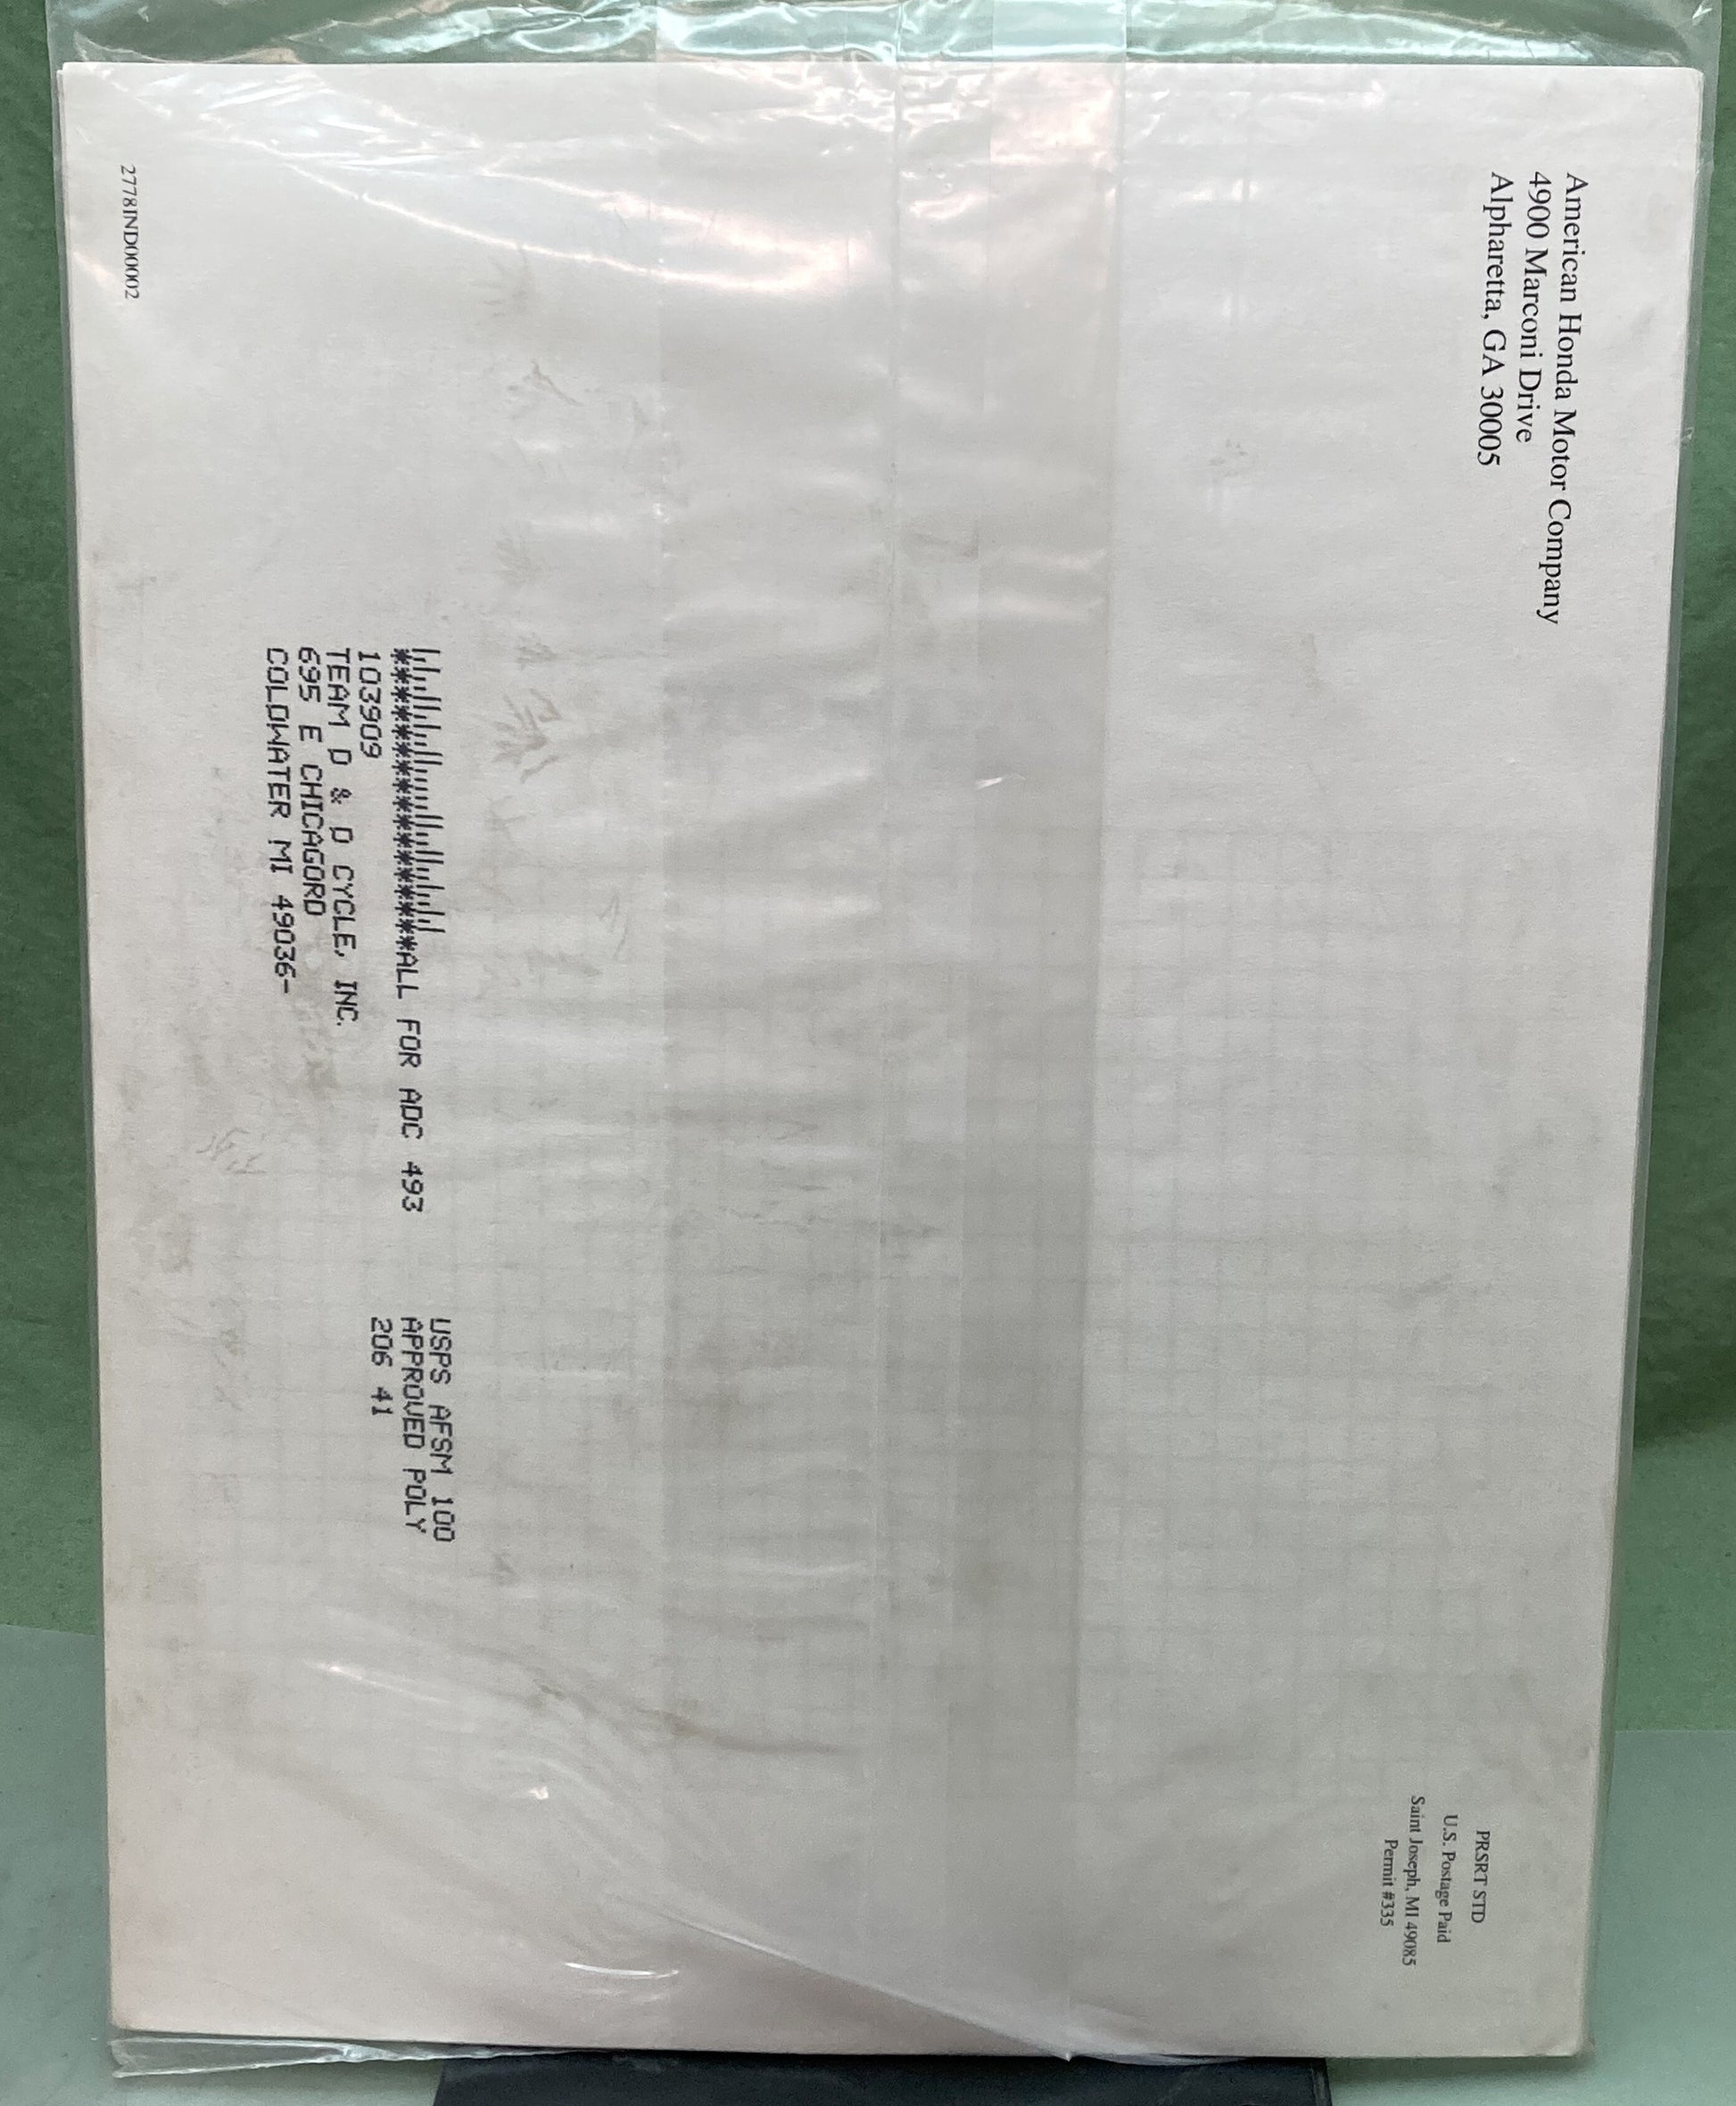 American Honda Motor Company
4900 Marconi Drive
Alpharetta, GA 30005
PRSRT STD
U.S. Postage Paid
Saint Joseph, MI 49085
Permit #335
USPS AFSM 100
APPROVED POLY
206 41
******************ALL FOR ADC 493
103909
TEAM D & D CYCLE, INC.
695 E CHICAGORD
COLDWATER MI 49036-
2778IND00002